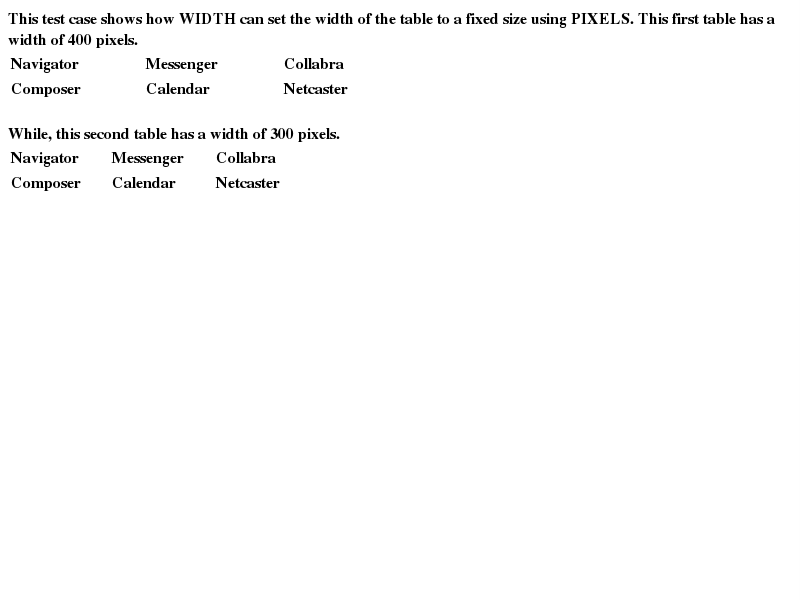 This test case shows how WIDTH can set the width of the table to a fixed size using PIXELS. This first table has a
width of 400 pixels.
Navigator Messenger Collabra
Composer Calendar Netcaster
While, this second table has a width of 300 pixels.
Navigator Messenger Collabra
Composer Calendar Netcaster